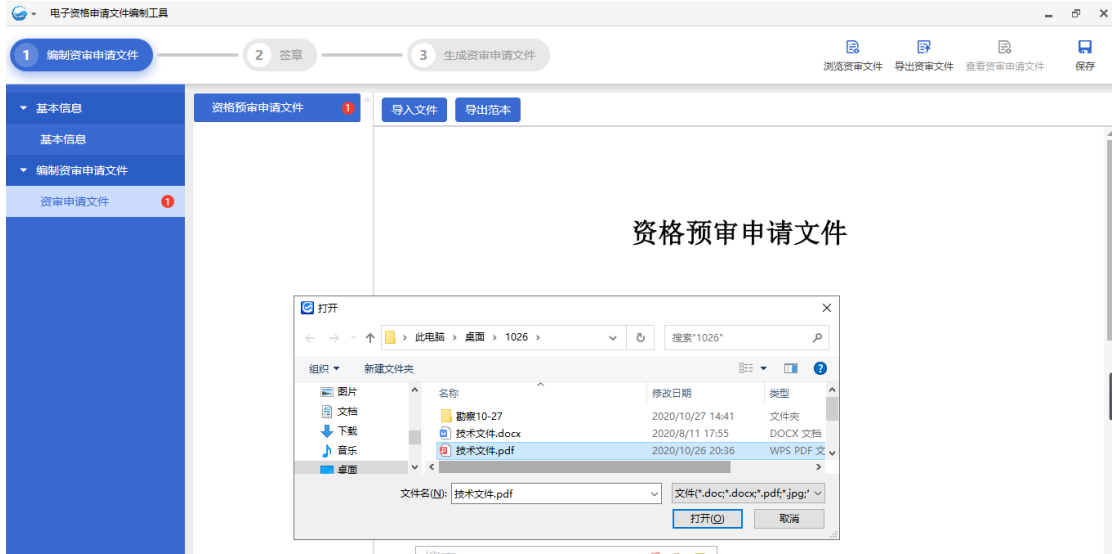 电子资格申请文件编制工具
1 编制资审申请文件 2 签章 3 生成资审申请文件
浏览资审文件 导出资审文件 查看资审申请文件 保存
基本信息
基本信息
编制资审申请文件
资审申请文件 1
资格预审申请文件 1
导入文件 导出范本
资格预审申请文件
打开
此电脑 › 桌面 › 1026 ›
搜索"1026"
组织 新建文件夹
图片
文档
下载
音乐
桌面
名称 修改日期 类型
勘察10-27 2020/10/27 14:41 文件夹
技术文件.docx 2020/8/11 17:55 DOCX 文档
技术文件.pdf 2020/10/26 20:36 WPS PDF 文
文件名(N): 技术文件.pdf 文件(*.doc;*.docx;*.pdf;*.jpg;*
打开(O) 取消